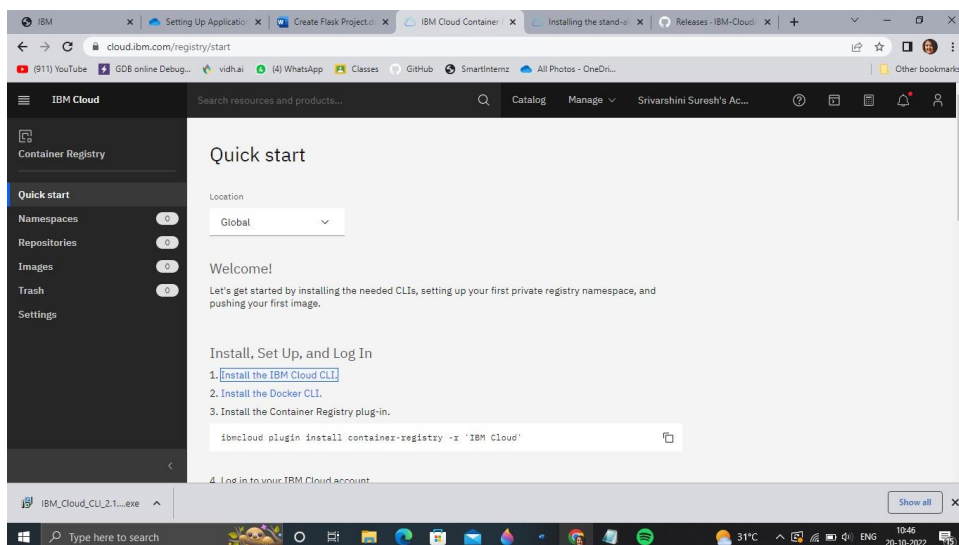 IBM
Setting Up Application
Create Flask Project.d
IBM Cloud Container
Installing the stand-al
Releases · IBM-Cloud
cloud.ibm.com/registry/start
(911) YouTube
GDB online Debug...
vidh.ai
(4) WhatsApp
Classes
GitHub
SmartInternz
All Photos - OneDri...
Other bookmarks
IBM Cloud
Search resources and products...
Catalog
Manage
Srivarshini Suresh's Ac...
Container Registry
Quick start
Namespaces 0
Repositories 0
Images 0
Trash 0
Settings
Quick start
Location
Global
Welcome!
Let's get started by installing the needed CLIs, setting up your first private registry namespace, and
pushing your first image.
Install, Set Up, and Log In
1. Install the IBM Cloud CLI.
2. Install the Docker CLI.
3. Install the Container Registry plug-in.
ibmcloud plugin install container-registry -r 'IBM Cloud'
4. Log in to your IBM Cloud account
IBM_Cloud_CLI_2.1....exe
Show all
Type here to search
31°C
ENG
10:46
20-10-2022
15